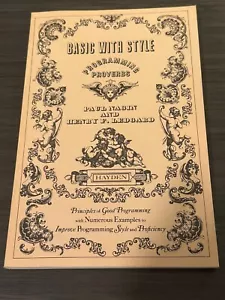 BASIC WITH STYLE
PROGRAMMING
PROVERBS
PAUL NAGIN
AND
HENRY F. LEDGARD
HAYDEN
Principles of Good Programming
with Numerous Examples to
Improve Programming Style and Proficiency